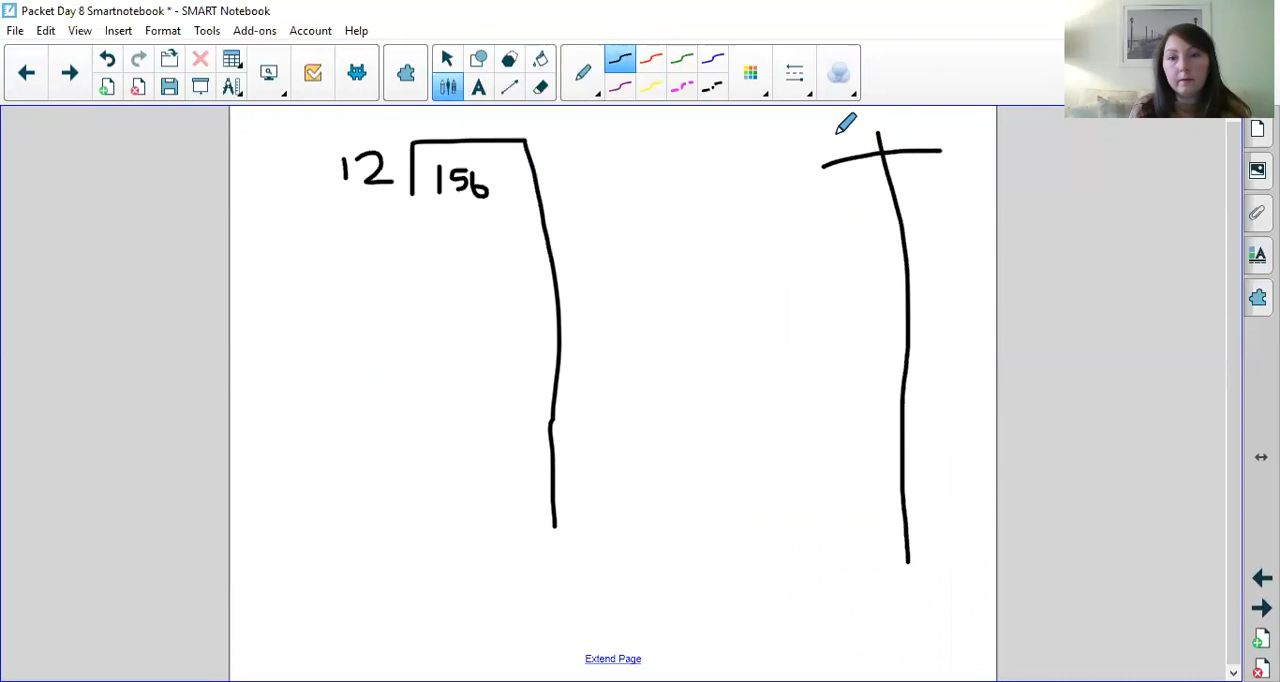 Packet Day 8 Smartnotebook * - SMART Notebook
File Edit View Insert Format Tools Add-ons Account Help
12 156
Extend Page